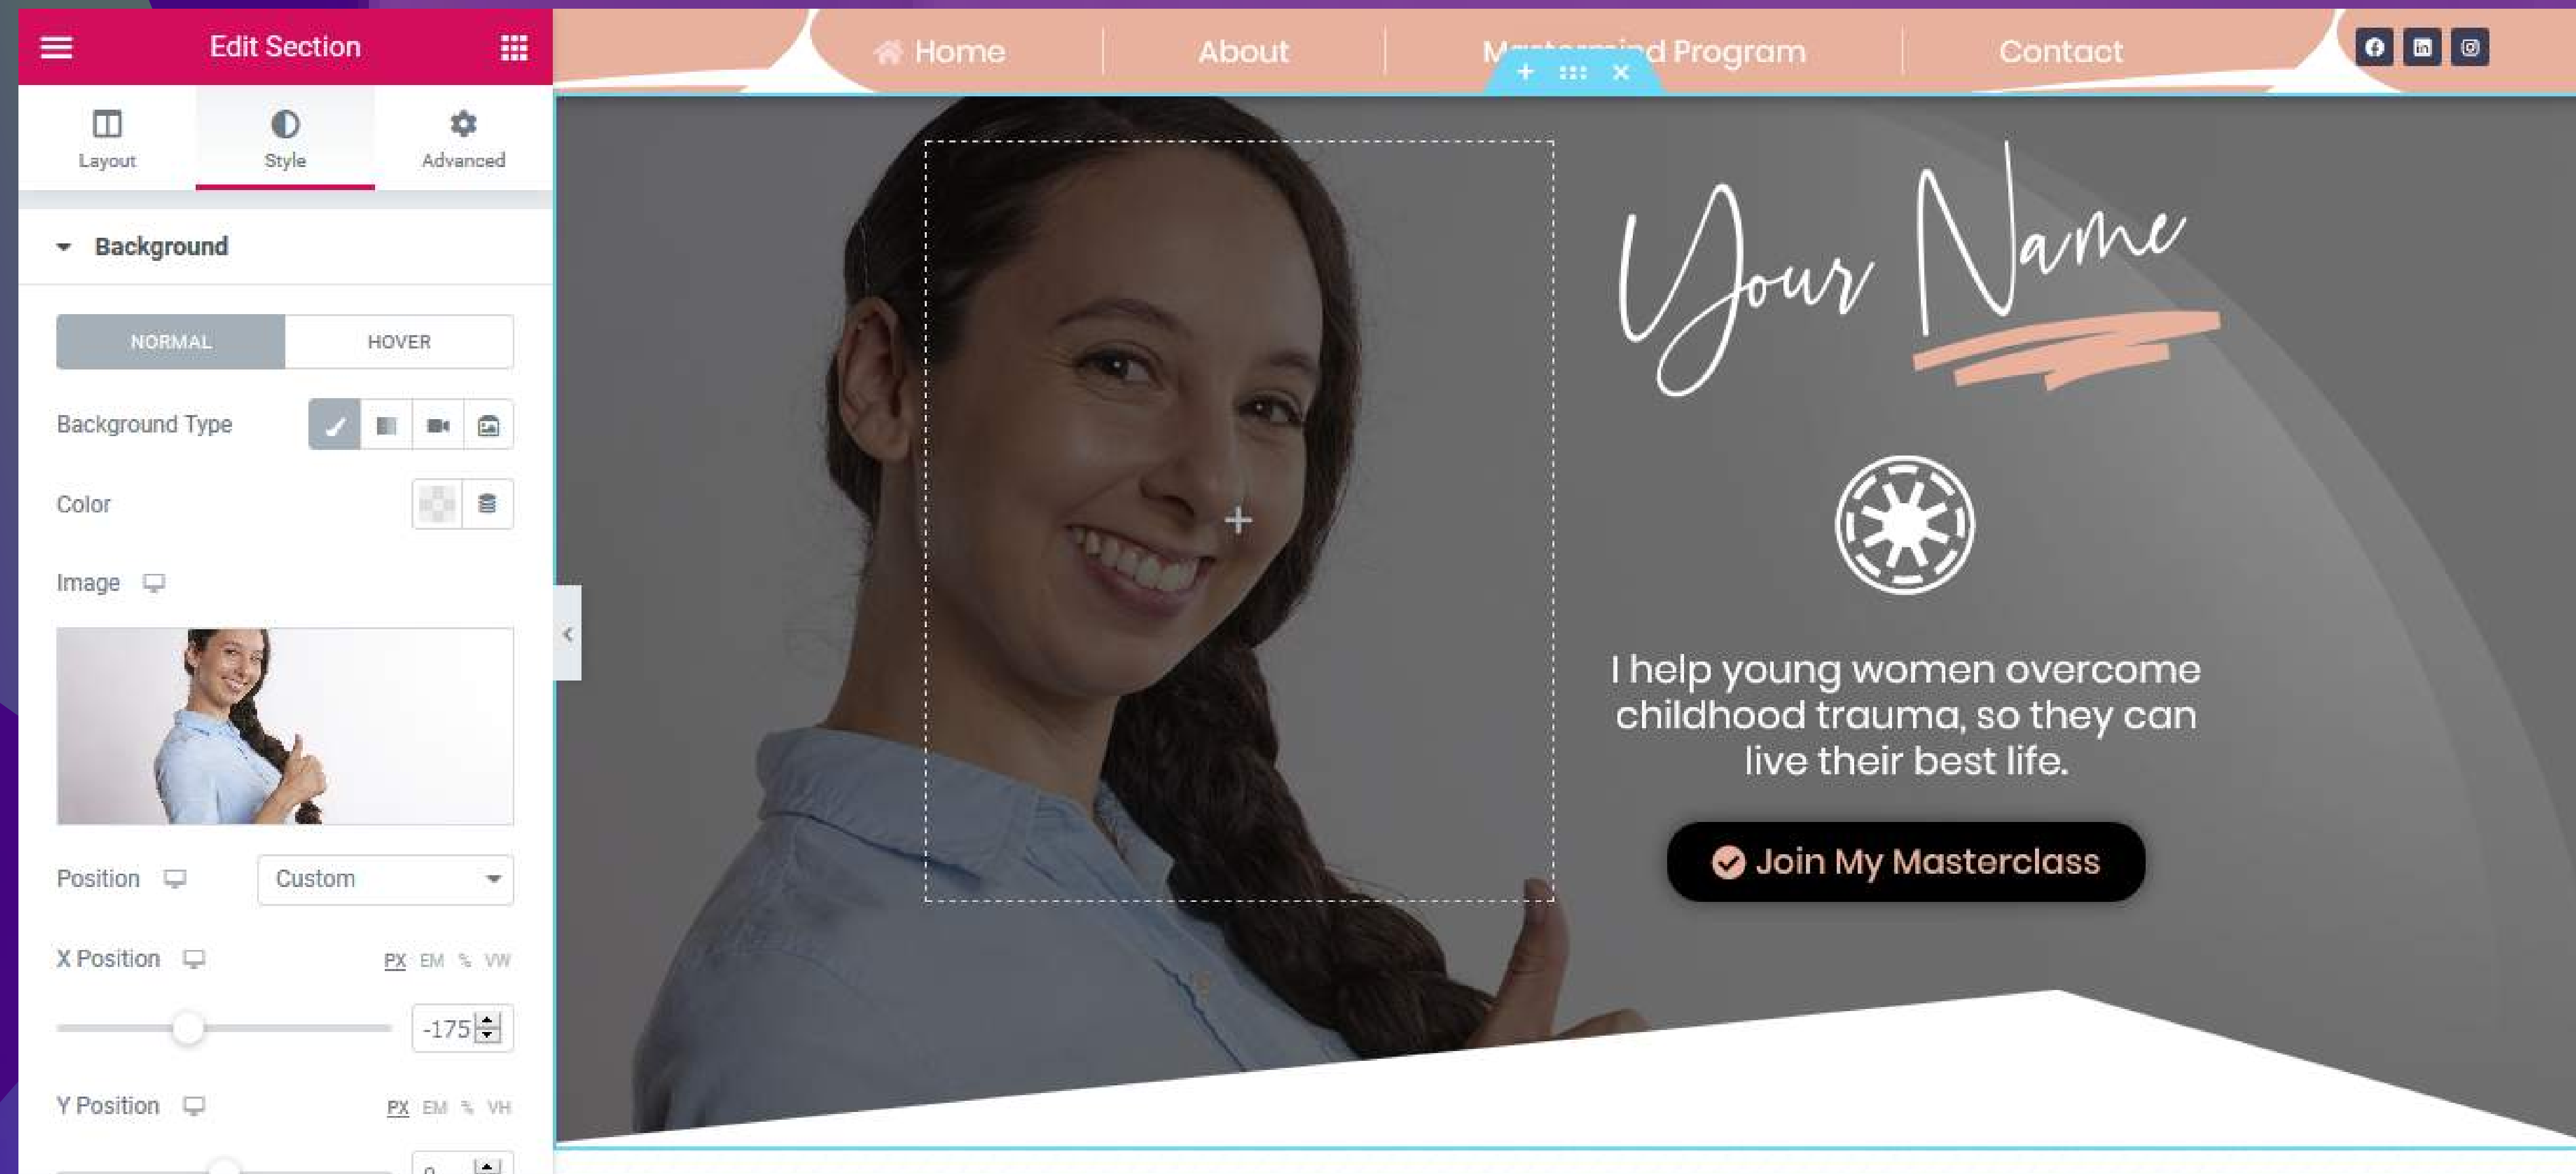 Edit Section
Layout
Style
Advanced
Background
NORMAL
HOVER
Background Type
Color
Image
Position
Custom
X Position
PX EM % VW
-175
Y Position
PX EM % VH
Home
About
Mastermind Program
Contact
Your Name
I help young women overcome
childhood trauma, so they can
live their best life.
Join My Masterclass